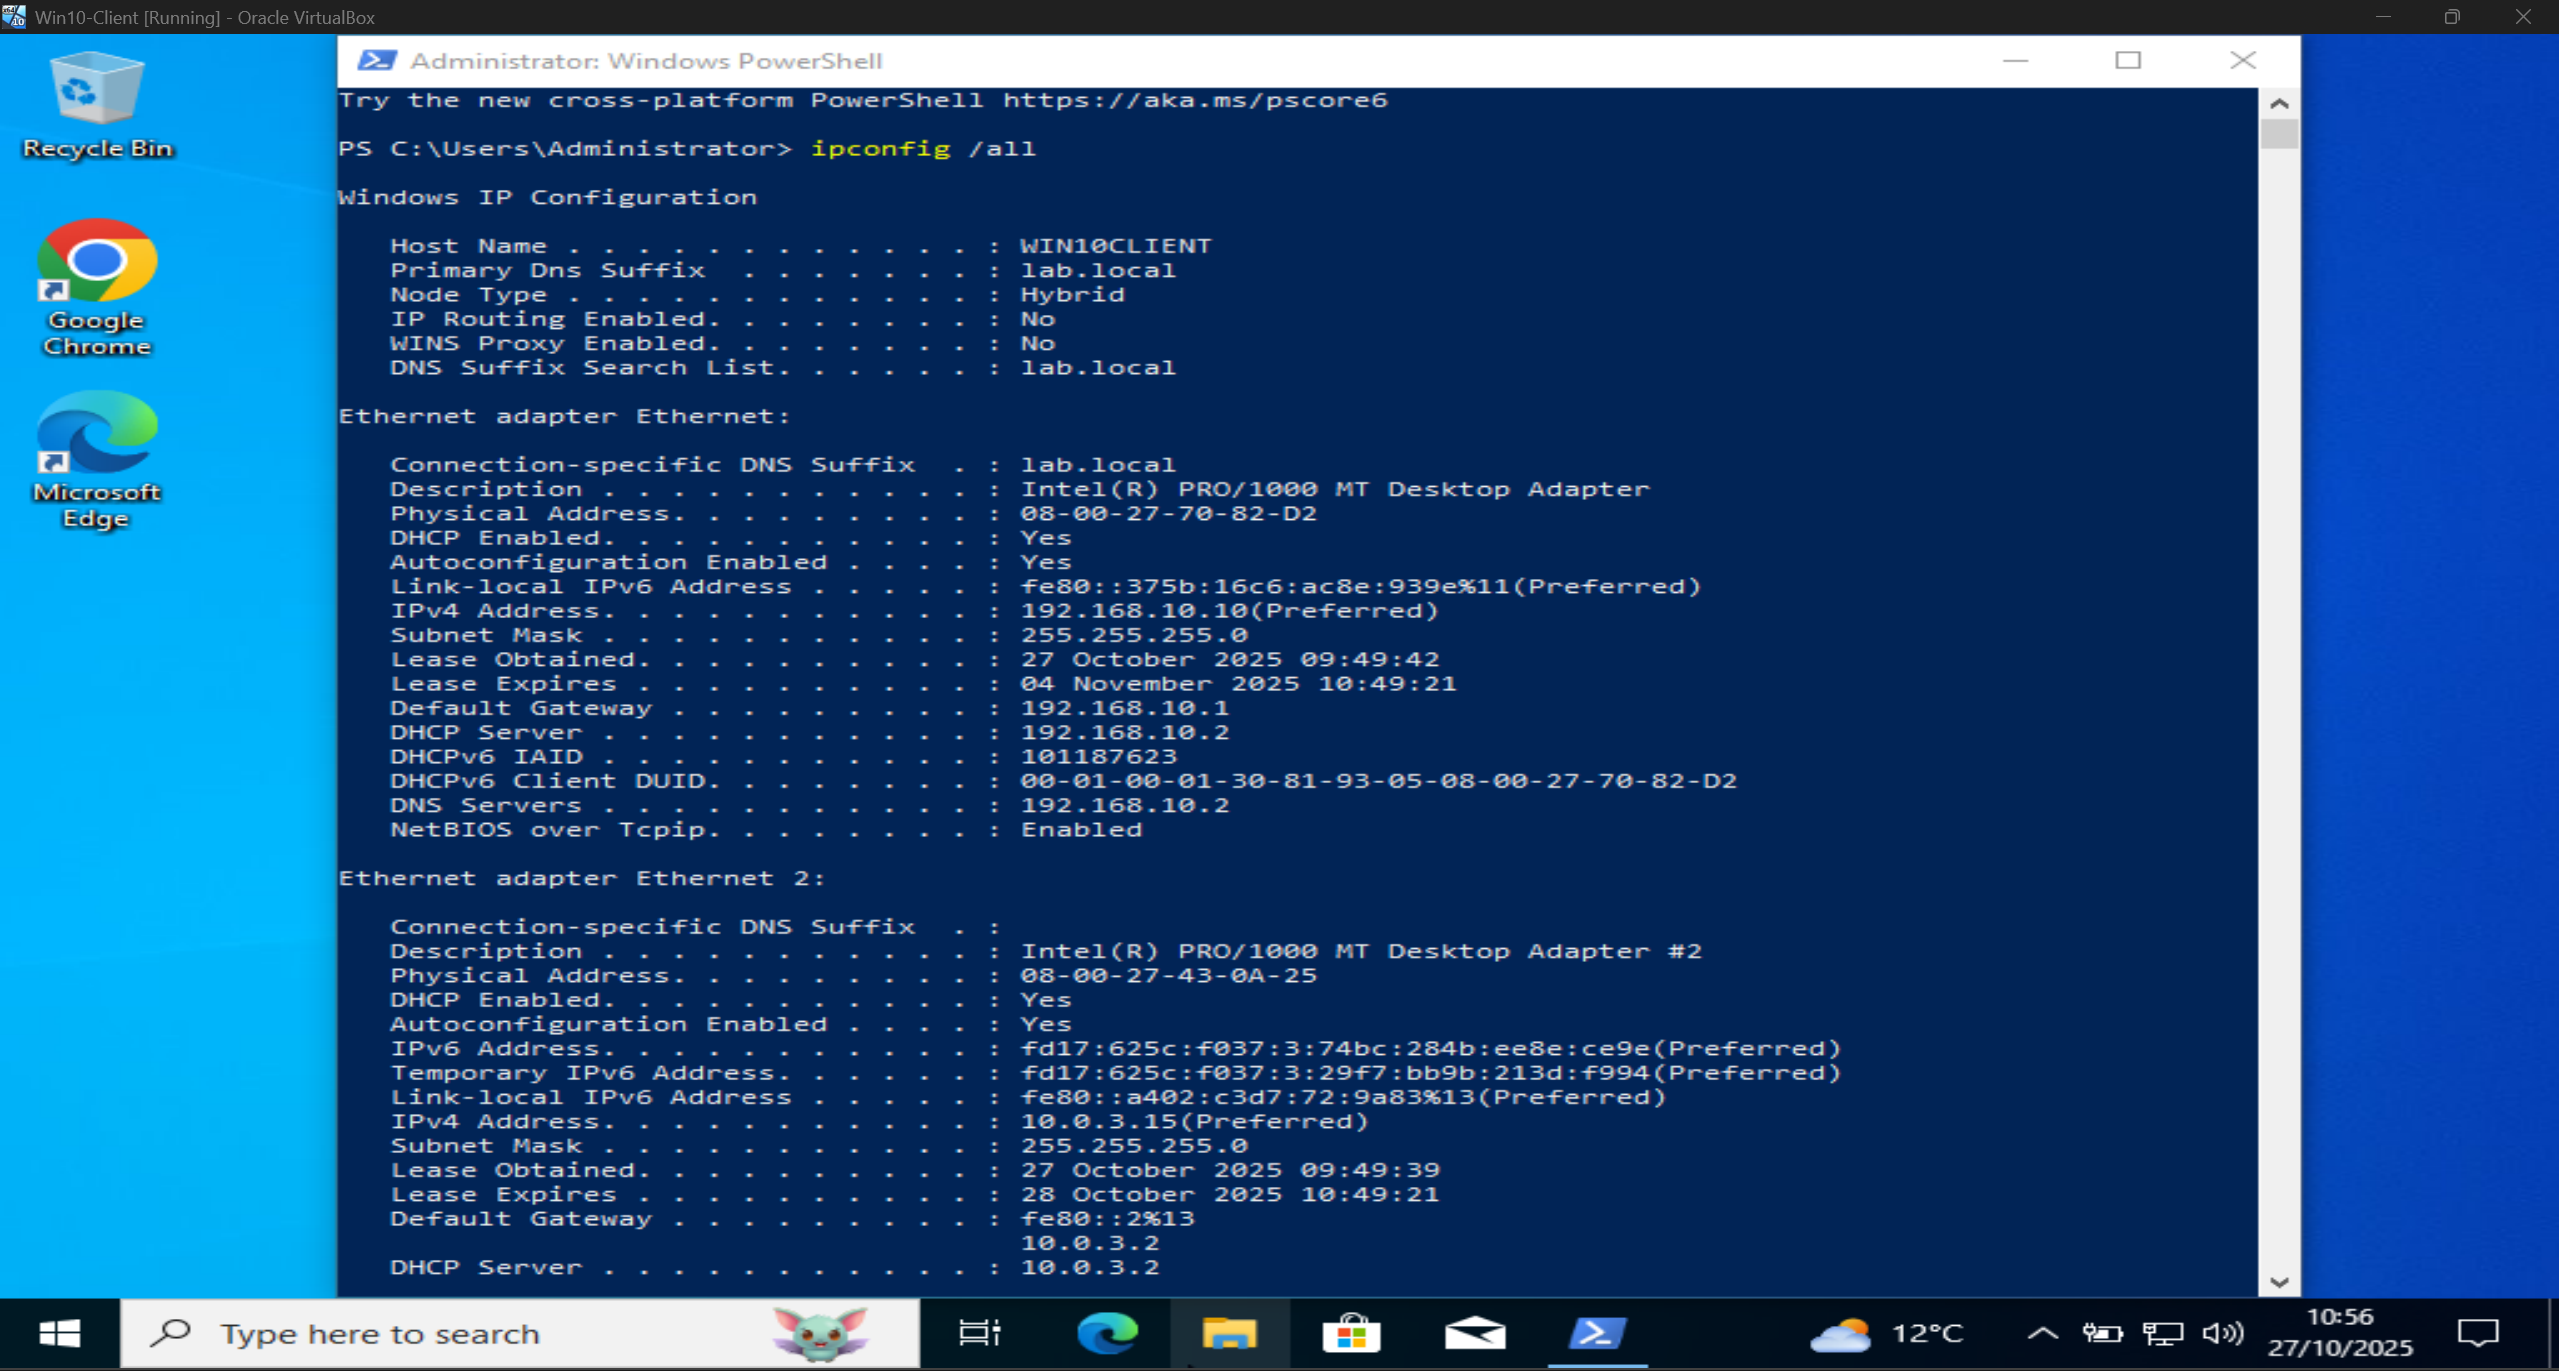 Win10-Client [Running] - Oracle VirtualBox
Recycle Bin
Google
Chrome
Microsoft
Edge
Administrator: Windows PowerShell
Try the new cross-platform PowerShell https://aka.ms/pscore6
PS C:\Users\Administrator> ipconfig /all
Windows IP Configuration
Host Name . . . . . . . . . . . . : WIN10CLIENT
Primary Dns Suffix  . . . . . . . : lab.local
Node Type . . . . . . . . . . . . : Hybrid
IP Routing Enabled. . . . . . . . : No
WINS Proxy Enabled. . . . . . . . : No
DNS Suffix Search List. . . . . . : lab.local
Ethernet adapter Ethernet:
Connection-specific DNS Suffix  . : lab.local
Description . . . . . . . . . . . : Intel(R) PRO/1000 MT Desktop Adapter
Physical Address. . . . . . . . . : 08-00-27-70-82-D2
DHCP Enabled. . . . . . . . . . . : Yes
Autoconfiguration Enabled . . . . : Yes
Link-local IPv6 Address . . . . . : fe80::375b:16c6:ac8e:939e%11(Preferred)
IPv4 Address. . . . . . . . . . . : 192.168.10.10(Preferred)
Subnet Mask . . . . . . . . . . . : 255.255.255.0
Lease Obtained. . . . . . . . . . : 27 October 2025 09:49:42
Lease Expires . . . . . . . . . . : 04 November 2025 10:49:21
Default Gateway . . . . . . . . . : 192.168.10.1
DHCP Server . . . . . . . . . . . : 192.168.10.2
DHCPv6 IAID . . . . . . . . . . . : 101187623
DHCPv6 Client DUID. . . . . . . . : 00-01-00-01-30-81-93-05-08-00-27-70-82-D2
DNS Servers . . . . . . . . . . . : 192.168.10.2
NetBIOS over Tcpip. . . . . . . . : Enabled
Ethernet adapter Ethernet 2:
Connection-specific DNS Suffix  . :
Description . . . . . . . . . . . : Intel(R) PRO/1000 MT Desktop Adapter #2
Physical Address. . . . . . . . . : 08-00-27-43-0A-25
DHCP Enabled. . . . . . . . . . . : Yes
Autoconfiguration Enabled . . . . : Yes
IPv6 Address. . . . . . . . . . . : fd17:625c:f037:3:74bc:284b:ee8e:ce9e(Preferred)
Temporary IPv6 Address. . . . . . : fd17:625c:f037:3:29f7:bb9b:213d:f994(Preferred)
Link-local IPv6 Address . . . . . : fe80::a402:c3d7:72:9a83%13(Preferred)
IPv4 Address. . . . . . . . . . . : 10.0.3.15(Preferred)
Subnet Mask . . . . . . . . . . . : 255.255.255.0
Lease Obtained. . . . . . . . . . : 27 October 2025 09:49:39
Lease Expires . . . . . . . . . . : 28 October 2025 10:49:21
Default Gateway . . . . . . . . . : fe80::2%13
10.0.3.2
DHCP Server . . . . . . . . . . . : 10.0.3.2
Type here to search
12°C
10:56
27/10/2025